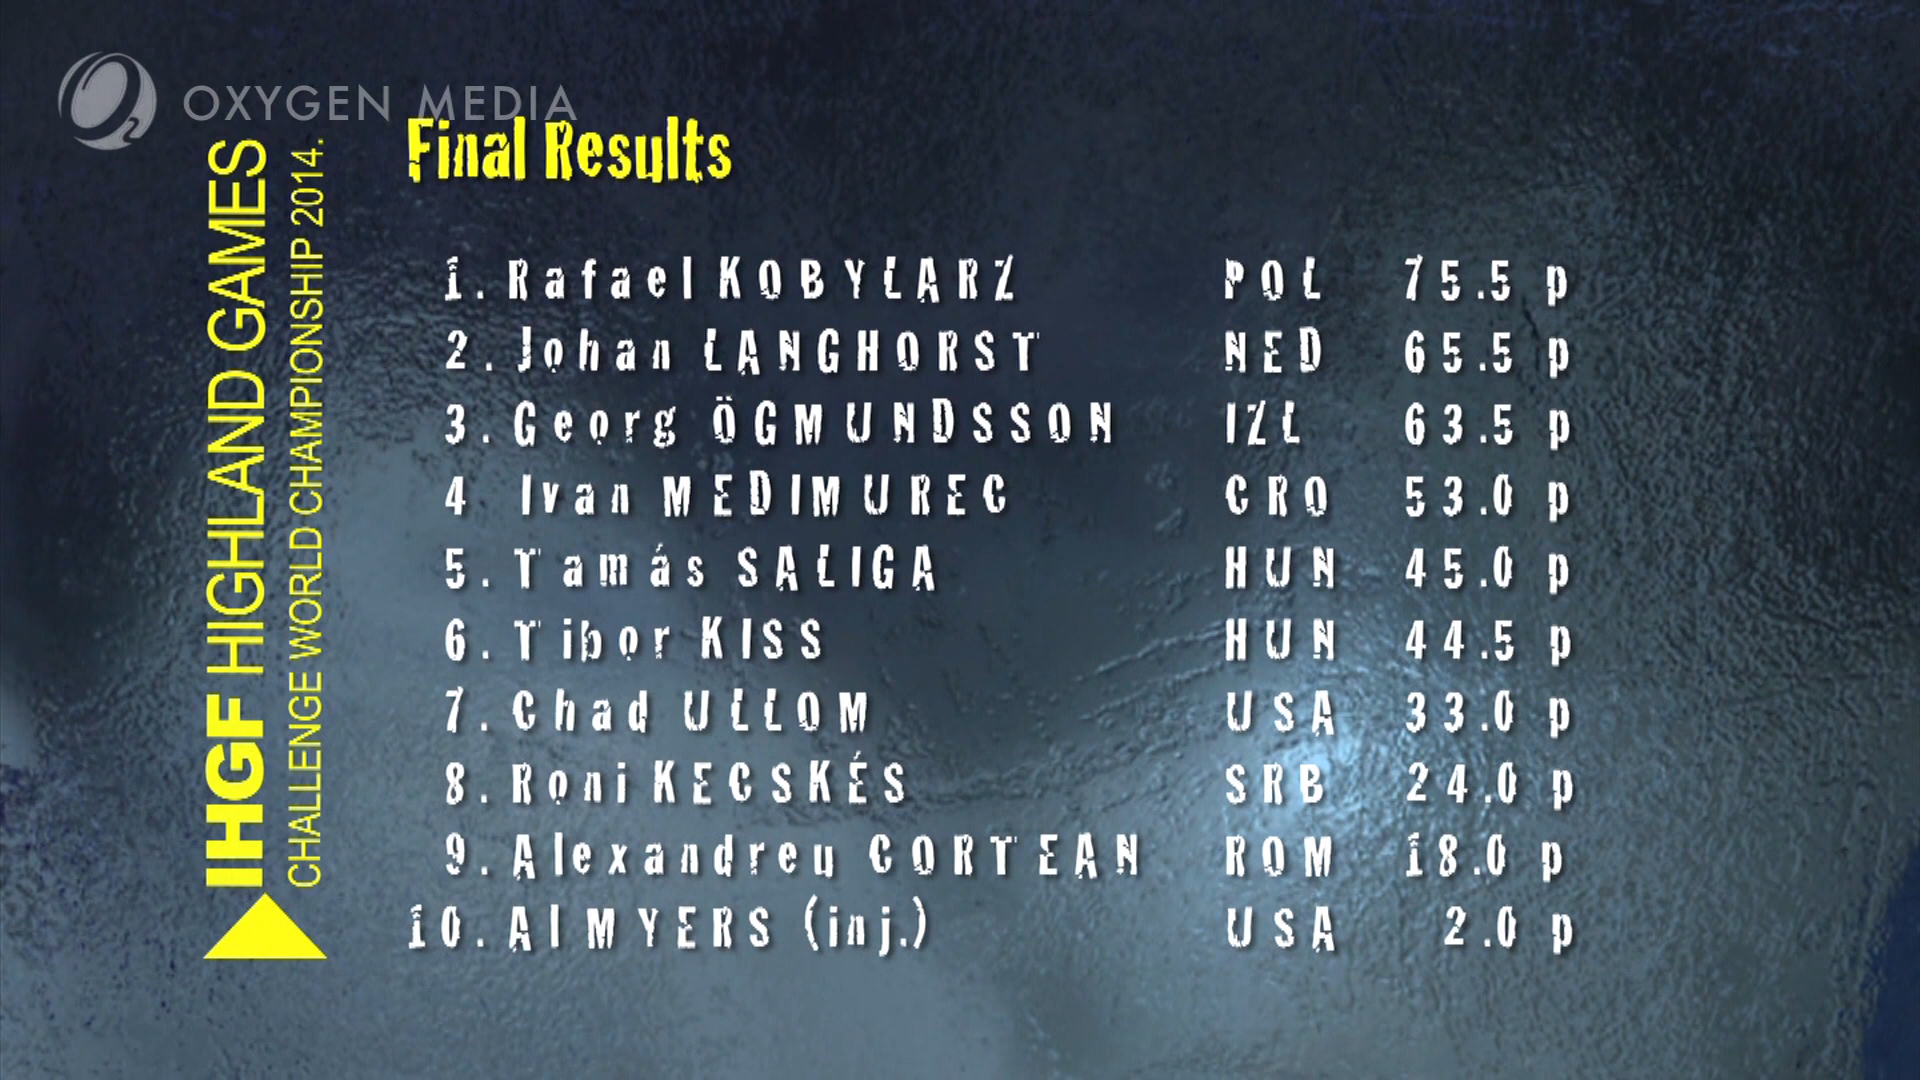 OXYGEN MEDIA
IHGF HIGHLAND GAMES
CHALLENGE WORLD CHAMPIONSHIP 2014.
Final Results
1. Rafael KOBYLARZ POL 75.5 p
2. Johan LANGHORST NED 65.5 p
3. Georg ÖGMUNDSSON IZL 63.5 p
4 Ivan MEDIMUREC CRO 53.0 p
5. Tamás SALIGA HUN 45.0 p
6. Tibor KISS HUN 44.5 p
7. Chad ULLOM USA 33.0 p
8. Roni KECSKÉS SRB 24.0 p
9. Alexandreu CORTEAN ROM 18.0 p
10. Al MYERS (inj.) USA 2.0 p